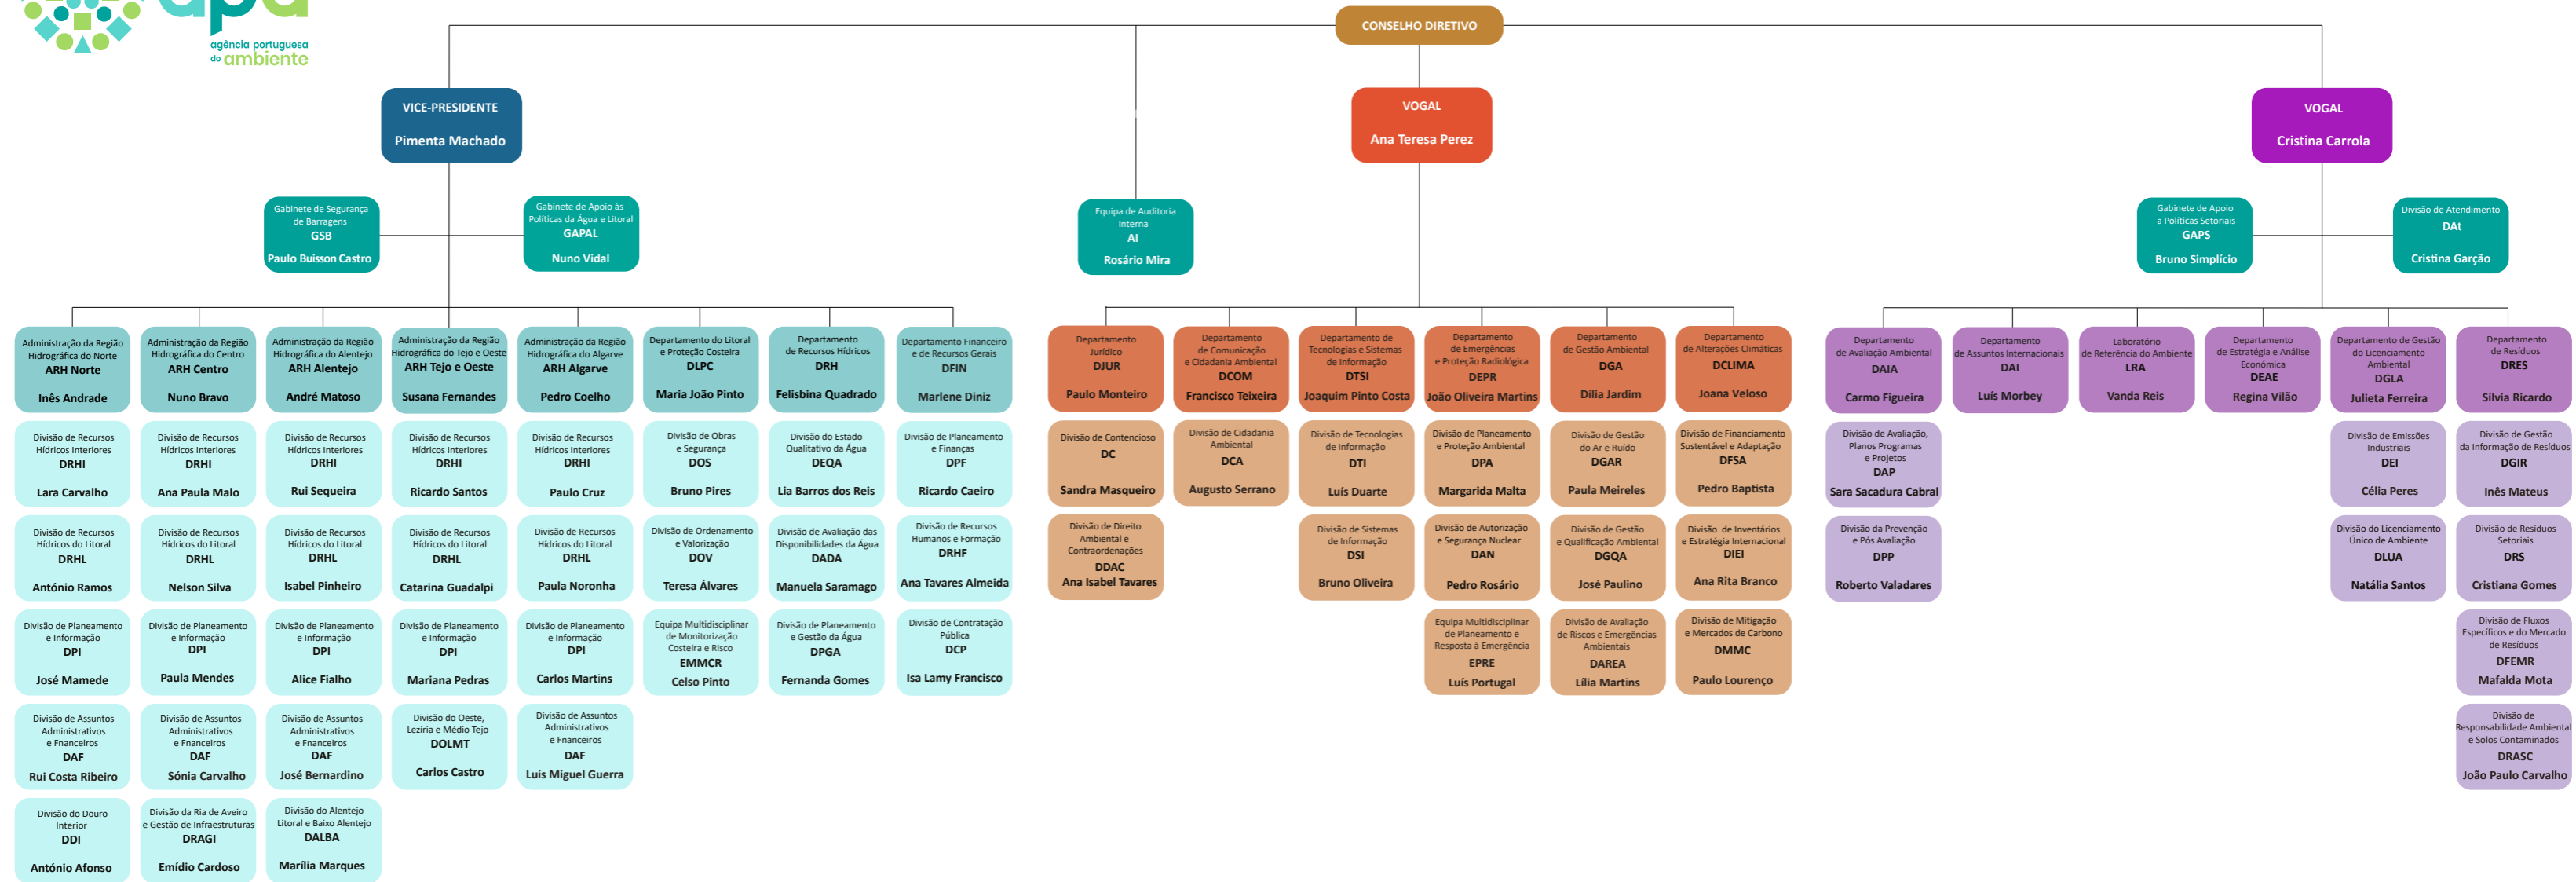 apa
agência portuguesa
do ambiente
CONSELHO DIRETIVO
VICE-PRESIDENTE
Pimenta Machado
VOGAL
Ana Teresa Perez
VOGAL
Cristina Carrola
Gabinete de Segurança
de Barragens
GSB
Paulo Buisson Castro
Gabinete de Apoio às
Políticas da Água e Litoral
GAPAL
Nuno Vidal
Equipa de Auditoria
Interna
AI
Rosário Mira
Gabinete de Apoio
a Políticas Setoriais
GAPS
Bruno Simplício
Divisão de Atendimento
DAt
Cristina Garção
Administração da Região
Hidrográfica do Norte
ARH Norte
Inês Andrade
Divisão de Recursos
Hídricos Interiores
DRHI
Lara Carvalho
Divisão de Recursos
Hídricos do Litoral
DRHL
António Ramos
Divisão de Planeamento
e Informação
DPI
José Mamede
Divisão de Assuntos
Administrativos
e Fnanceiros
DAF
Rui Costa Ribeiro
Divisão do Douro
Interior
DDI
António Afonso
Administração da Região
Hidrográfica do Centro
ARH Centro
Nuno Bravo
Divisão de Recursos
Hídricos Interiores
DRHI
Ana Paula Malo
Divisão de Recursos
Hídricos do Litoral
DRHL
Nelson Silva
Divisão de Planeamento
e Informação
DPI
Paula Mendes
Divisão de Assuntos
Administrativos
e Fnanceiros
DAF
Sónia Carvalho
Divisão da Ria de Aveiro
e Gestão de Infraestruturas
DRAGI
Emídio Cardoso
Administração da Região
Hidrográfica do Alentejo
ARH Alentejo
André Matoso
Divisão de Recursos
Hídricos Interiores
DRHI
Rui Sequeira
Divisão de Recursos
Hídricos do Litoral
DRHL
Isabel Pinheiro
Divisão de Planeamento
e Informação
DPI
Alice Fialho
Divisão de Assuntos
Administrativos
e Fnanceiros
DAF
José Bernardino
Divisão do Alentejo
Litoral e Baixo Alentejo
DALBA
Marília Marques
Administração da Região
Hidrográfica do Tejo e Oeste
ARH Tejo e Oeste
Susana Fernandes
Divisão de Recursos
Hídricos Interiores
DRHI
Ricardo Santos
Divisão de Recursos
Hídricos do Litoral
DRHL
Catarina Guadalpi
Divisão de Planeamento
e Informação
DPI
Mariana Pedras
Divisão do Oeste,
Lezíria e Médio Tejo
DOLMT
Carlos Castro
Administração da Região
Hidrográfica do Algarve
ARH Algarve
Pedro Coelho
Divisão de Recursos
Hídricos Interiores
DRHI
Paulo Cruz
Divisão de Recursos
Hídricos do Litoral
DRHL
Paula Noronha
Divisão de Planeamento
e Informação
DPI
Carlos Martins
Divisão de Assuntos
Administrativos
e Fnanceiros
DAF
Luís Miguel Guerra
Departamento do Litoral
e Proteção Costeira
DLPC
Maria João Pinto
Divisão de Obras
e Segurança
DOS
Bruno Pires
Divisão de Ordenamento
e Valorização
DOV
Teresa Álvares
Equipa Multidisciplinar
de Monitorização
Costeira e Risco
EMMCR
Celso Pinto
Departamento
de Recursos Hídricos
DRH
Felisbina Quadrado
Divisão do Estado
Qualitativo da Água
DEQA
Lia Barros dos Reis
Divisão de Avaliação das
Disponibilidades da Água
DADA
Manuela Saramago
Divisão de Planeamento
e Gestão da Água
DPGA
Fernanda Gomes
Departamento Financeiro
e de Recursos Gerais
DFIN
Marlene Diniz
Divisão de Planeamento
e Finanças
DPF
Ricardo Caeiro
Divisão de Recursos
Humanos e Formação
DRHF
Ana Tavares Almeida
Divisão de Contratação
Pública
DCP
Isa Lamy Francisco
Departamento
Jurídico
DJUR
Paulo Monteiro
Divisão de Contencioso
DC
Sandra Masqueiro
Divisão de Direito
Ambiental e
Contraordenações
DDAC
Ana Isabel Tavares
Departamento
de Comunicação
e Cidadania Ambiental
DCOM
Francisco Teixeira
Divisão de Cidadania
Ambiental
DCA
Augusto Serrano
Departamento de
Tecnologias e Sistemas
de Informação
DTSI
Joaquim Pinto Costa
Divisão de Tecnologias
de Informação
DTI
Luís Duarte
Divisão de Sistemas
de Informação
DSI
Bruno Oliveira
Departamento
de Emergências
e Proteção Radiológica
DEPR
João Oliveira Martins
Divisão de Planeamento
e Proteção Ambiental
DPA
Margarida Malta
Divisão de Autorização
e Segurança Nuclear
DAN
Pedro Rosário
Equipa Multidisciplinar
de Planeamento e
Resposta à Emergência
EPRE
Luís Portugal
Departamento
de Gestão Ambiental
DGA
Dília Jardim
Divisão de Gestão
do Ar e Ruído
DGAR
Paula Meireles
Divisão de Gestão
e Qualificação Ambiental
DGQA
José Paulino
Divisão de Avaliação
de Riscos e Emergências
Ambientais
DAREA
Lília Martins
Departamento
de Alterações Climáticas
DCLIMA
Joana Veloso
Divisão de Financiamento
Sustentável e Adaptação
DFSA
Pedro Baptista
Divisão de Inventários
e Estratégia Internacional
DIEI
Ana Rita Branco
Divisão de Mitigação
e Mercados de Carbono
DMMC
Paulo Lourenço
Departamento
de Avaliação Ambiental
DAIA
Carmo Figueira
Divisão de Avaliação,
Planos Programas
e Projetos
DAP
Sara Sacadura Cabral
Divisão da Prevenção
e Pós Avaliação
DPP
Roberto Valadares
Departamento
de Assuntos Internacionais
DAI
Luís Morbey
Laboratório
de Referência do Ambiente
LRA
Vanda Reis
Departamento
de Estratégia e Análise
Económica
DEAE
Regina Vilão
Departamento de Gestão
do Licenciamento
Ambiental
DGLA
Julieta Ferreira
Divisão de Emissões
Industriais
DEI
Célia Peres
Divisão do Licenciamento
Único de Ambiente
DLUA
Natália Santos
Departamento
de Resíduos
DRES
Sílvia Ricardo
Divisão de Gestão
da Informação de Resíduos
DGIR
Inês Mateus
Divisão de Resíduos
Setoriais
DRS
Cristiana Gomes
Divisão de Fluxos
Específicos e do Mercado
de Resíduos
DFEMR
Mafalda Mota
Divisão de
Responsabilidade Ambiental
e Solos Contaminados
DRASC
João Paulo Carvalho